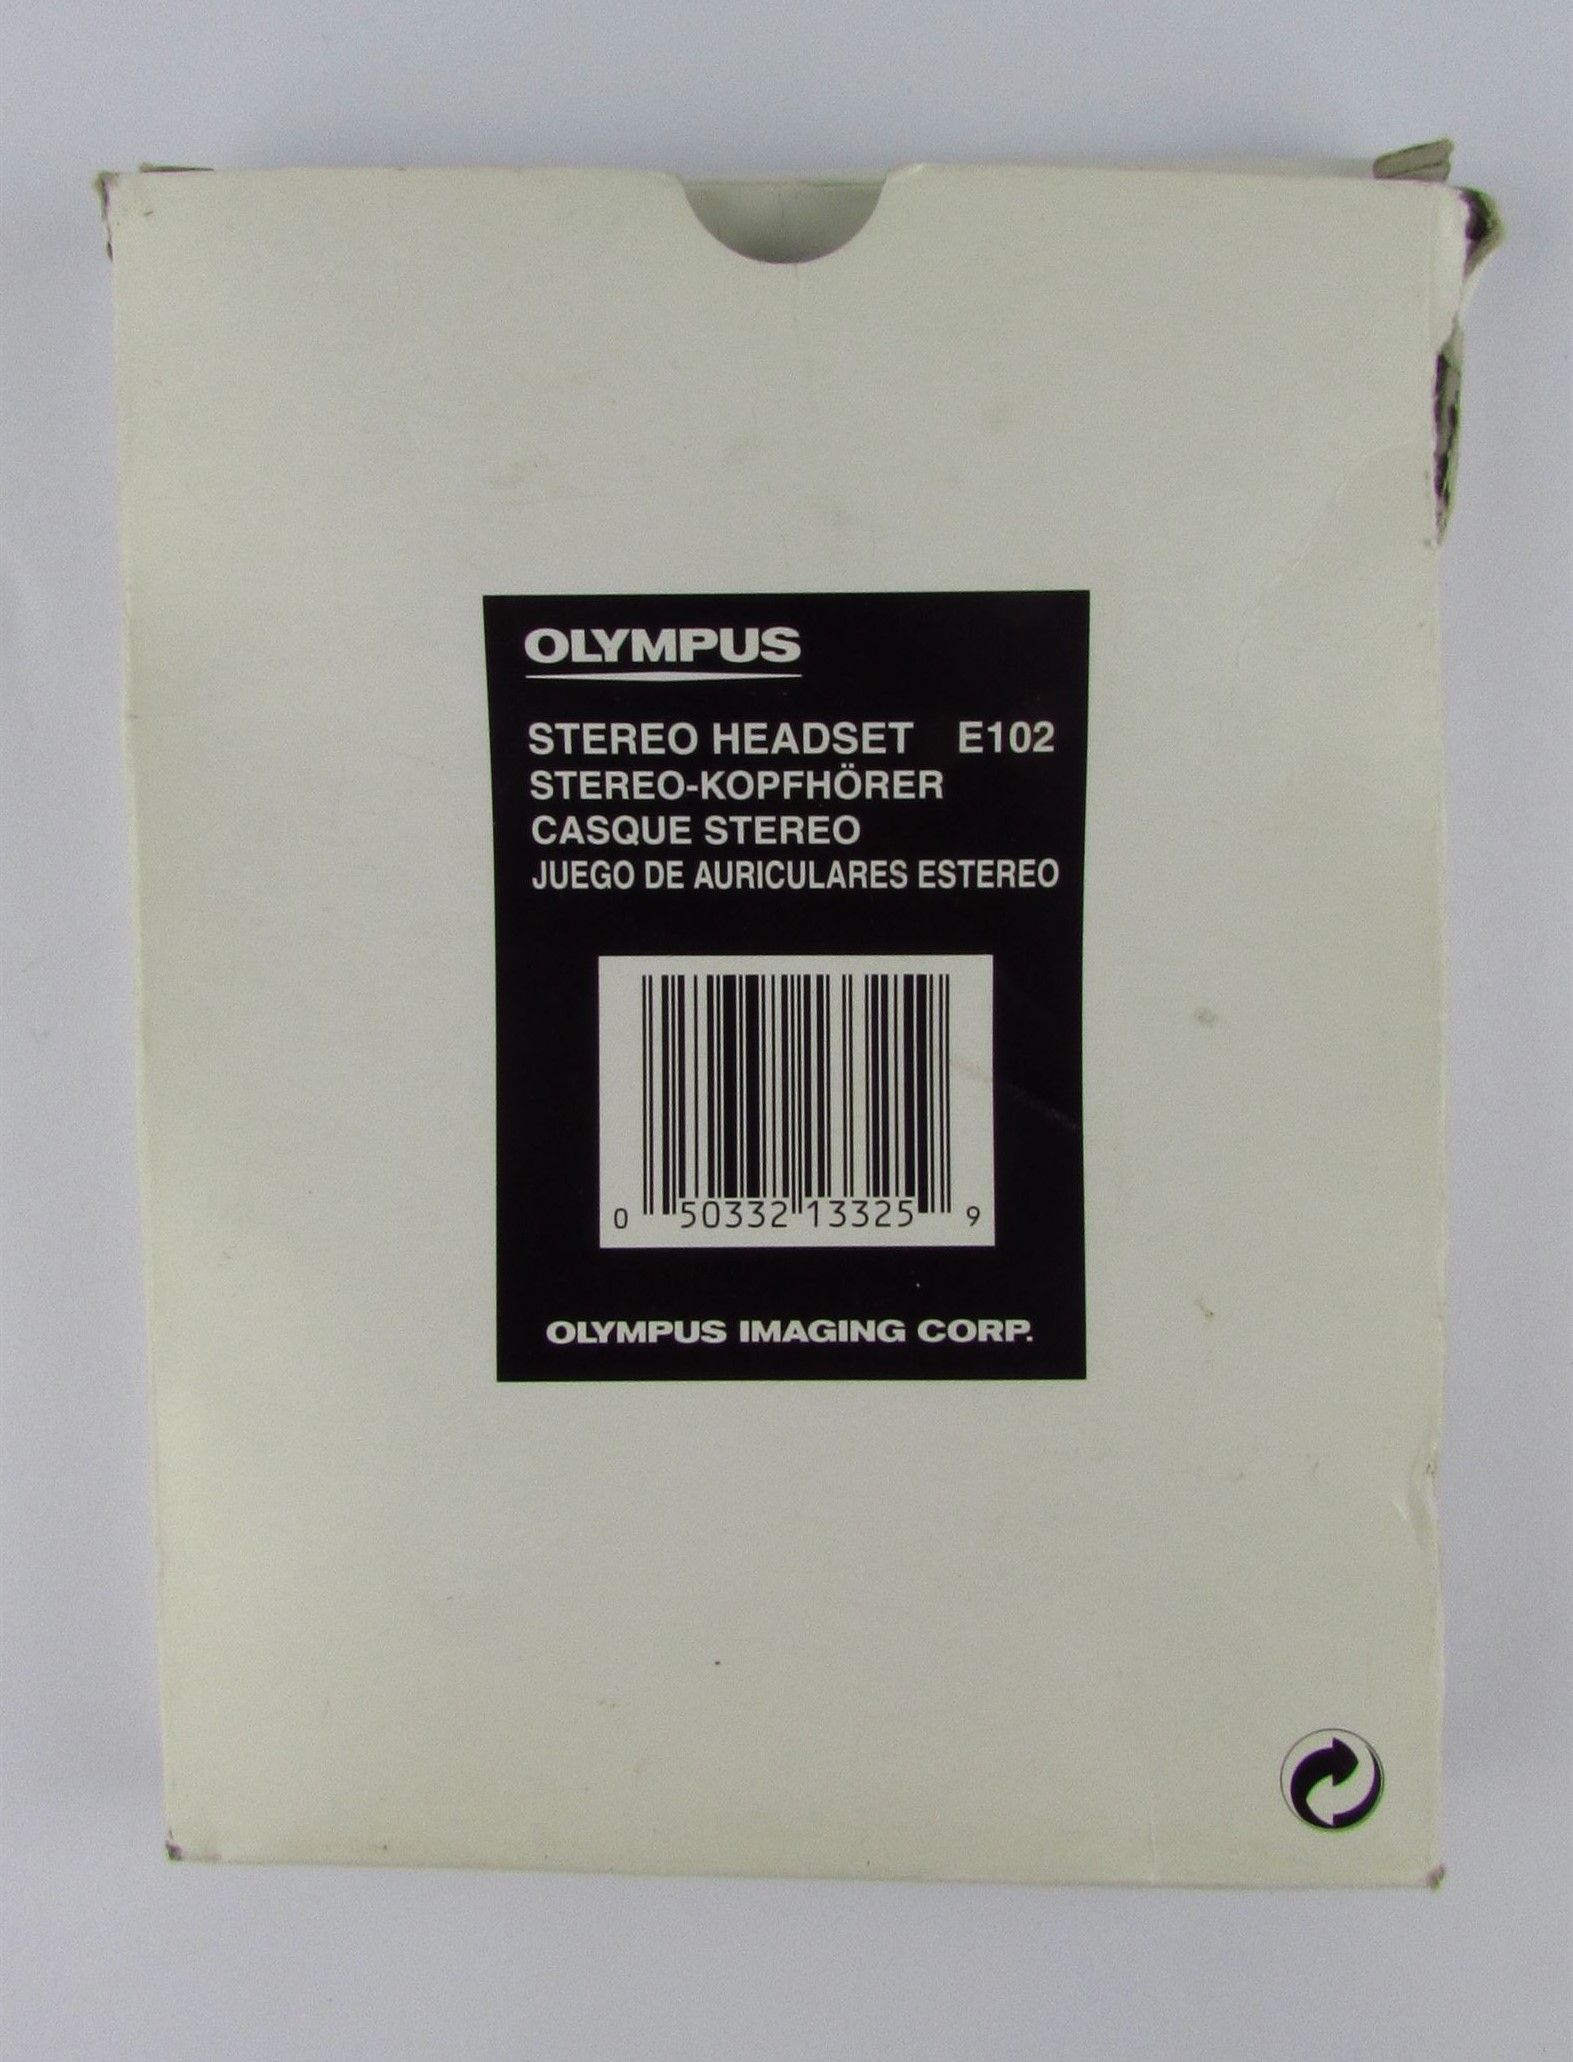 OLYMPUS
STEREO HEADSET E102
STEREO-KOPFHÖRER
CASQUE STEREO
JUEGO DE AURICULARES ESTEREO
0 50332 13325 9
OLYMPUS IMAGING CORP.